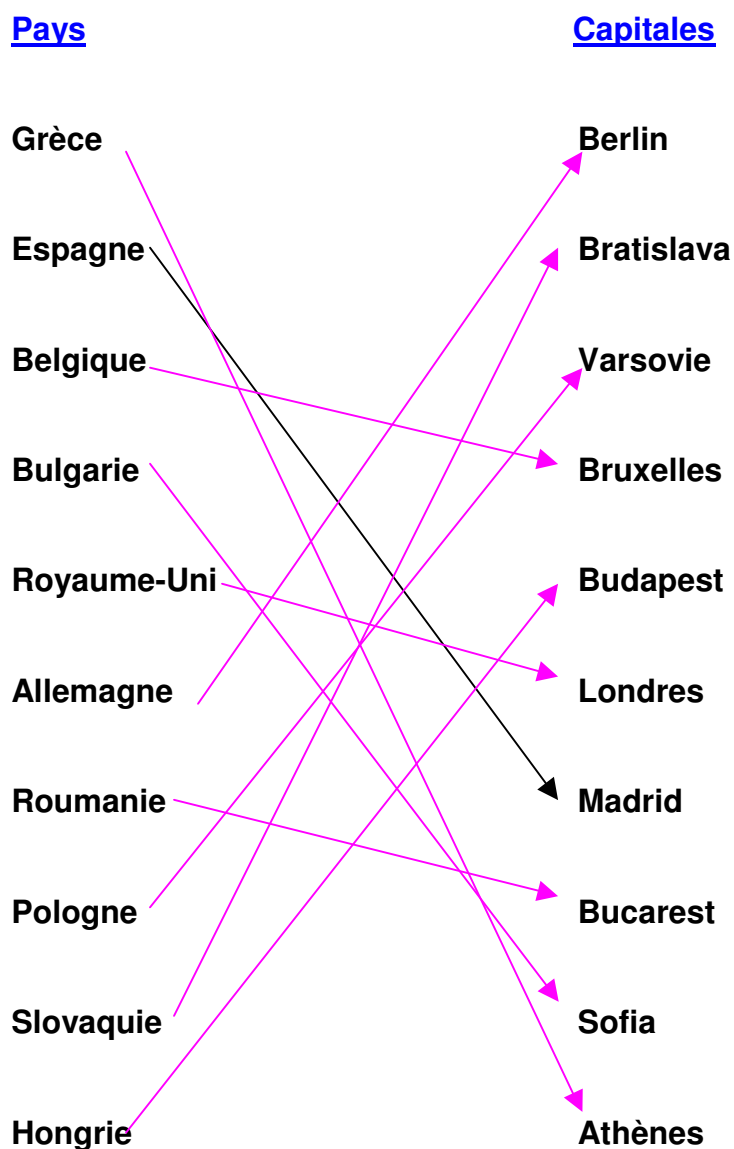 Pays Capitales
Grèce Berlin
Espagne Bratislava
Belgique Varsovie
Bulgarie Bruxelles
Royaume-Uni Budapest
Allemagne Londres
Roumanie Madrid
Pologne Bucarest
Slovaquie Sofia
Hongrie Athènes